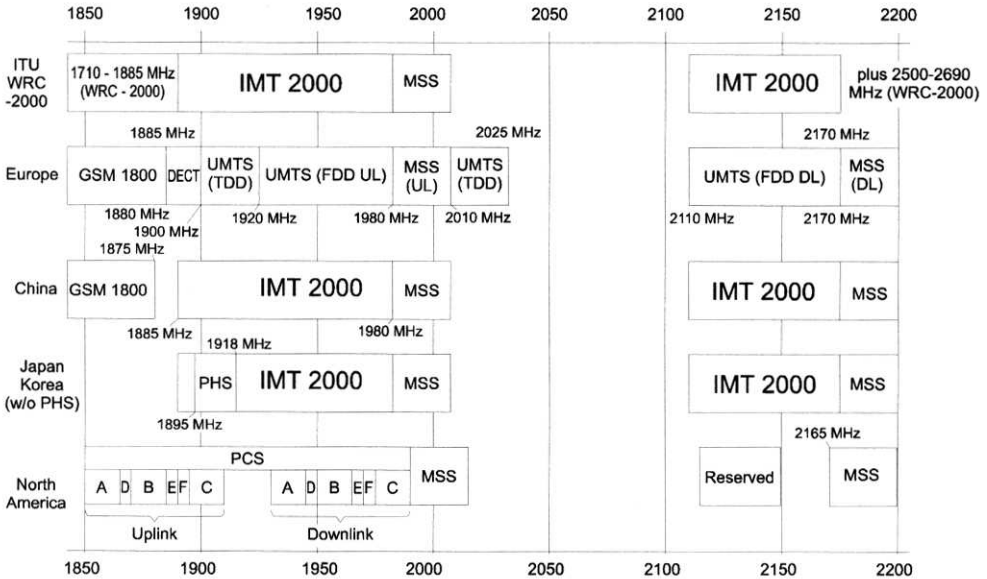 1850 1900 1950 2000 2050 2100 2150 2200
ITU
WRC
-2000
1710 - 1885 MHz
(WRC - 2000)
IMT 2000
MSS
IMT 2000
plus 2500-2690
MHz (WRC-2000)
1885 MHz
2025 MHz
2170 MHz
Europe
GSM 1800
DECT
UMTS
(TDD)
UMTS (FDD UL)
MSS
(UL)
UMTS
(TDD)
UMTS (FDD DL)
MSS
(DL)
1880 MHz
1900 MHz
1920 MHz
1980 MHz
2010 MHz
2110 MHz
2170 MHz
1875 MHz
China
GSM 1800
IMT 2000
MSS
IMT 2000
MSS
1885 MHz
1980 MHz
1918 MHz
Japan
Korea
(w/o PHS)
PHS
IMT 2000
MSS
IMT 2000
MSS
1895 MHz
2165 MHz
North
America
PCS
A D B E F C
A D B E F C
MSS
Reserved
MSS
Uplink
Downlink
1850 1900 1950 2000 2050 2100 2150 2200